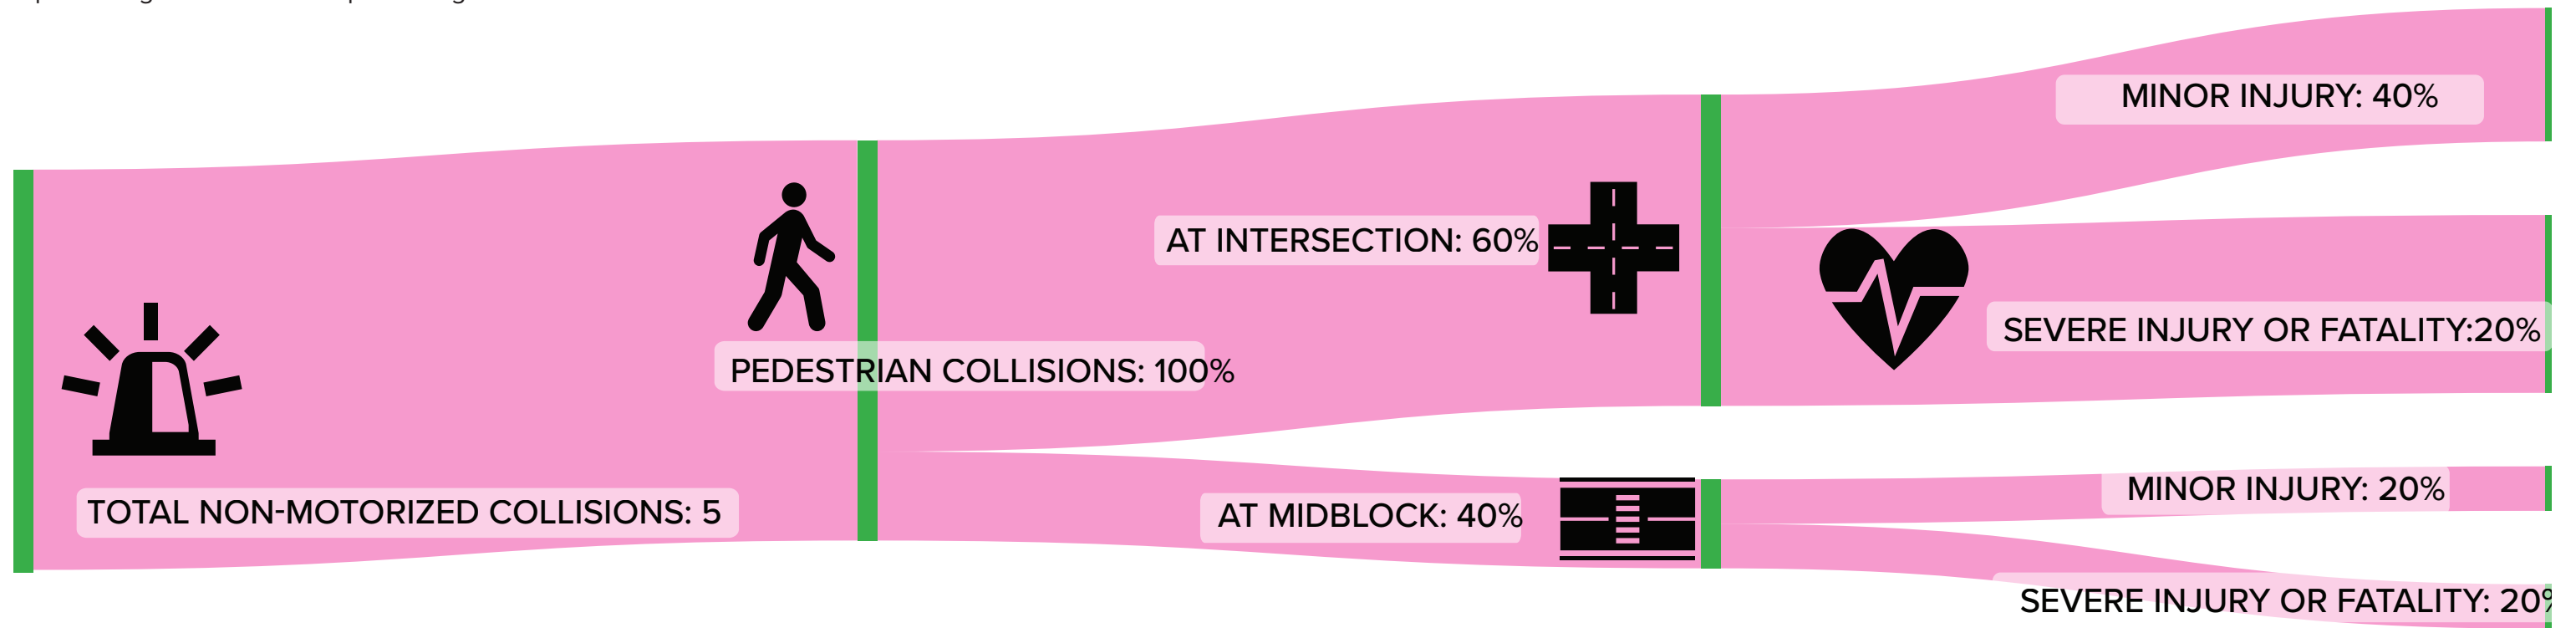 MINOR INJURY: 40%
AT INTERSECTION: 60%
SEVERE INJURY OR FATALITY:20%
PEDESTRIAN COLLISIONS: 100%
TOTAL NON-MOTORIZED COLLISIONS: 5
AT MIDBLOCK: 40%
MINOR INJURY: 20%
SEVERE INJURY OR FATALITY: 20%